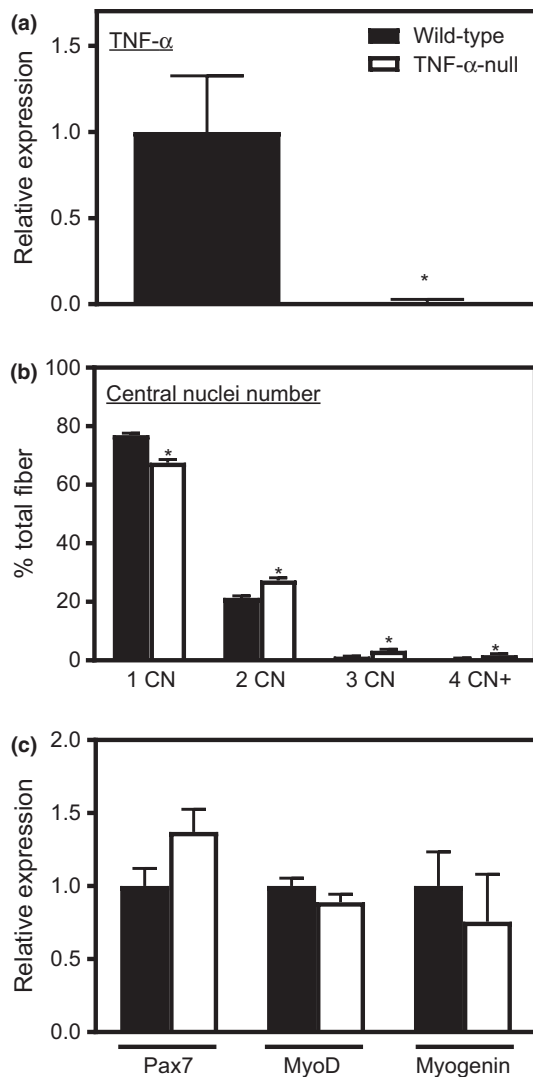 (a)
TNF-α
Wild-type
TNF-α-null
Relative expression
1.5
1.0
0.5
0.0
*
(b)
Central nuclei number
% total fiber
100
80
60
40
20
0
*
*
*
*
1 CN
2 CN
3 CN
4 CN+
(c)
Relative expression
2.0
1.5
1.0
0.5
0.0
Pax7
MyoD
Myogenin